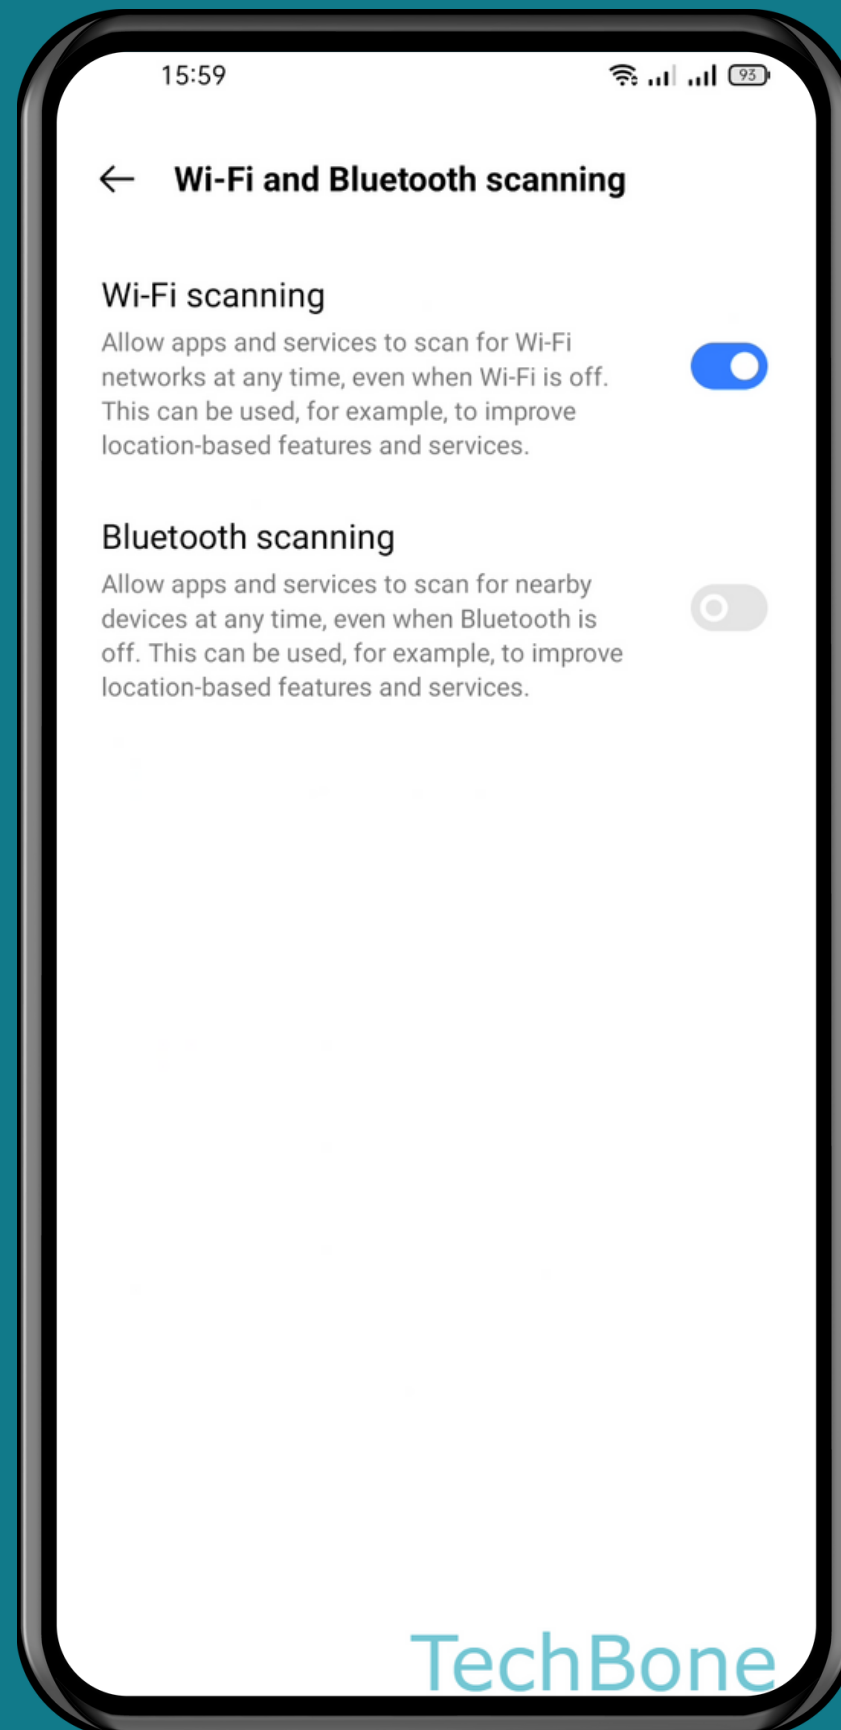 15:59
93
Wi-Fi and Bluetooth scanning
Wi-Fi scanning
Allow apps and services to scan for Wi-Fi
networks at any time, even when Wi-Fi is off.
This can be used, for example, to improve
location-based features and services.
Bluetooth scanning
Allow apps and services to scan for nearby
devices at any time, even when Bluetooth is
off. This can be used, for example, to improve
location-based features and services.
TechBone